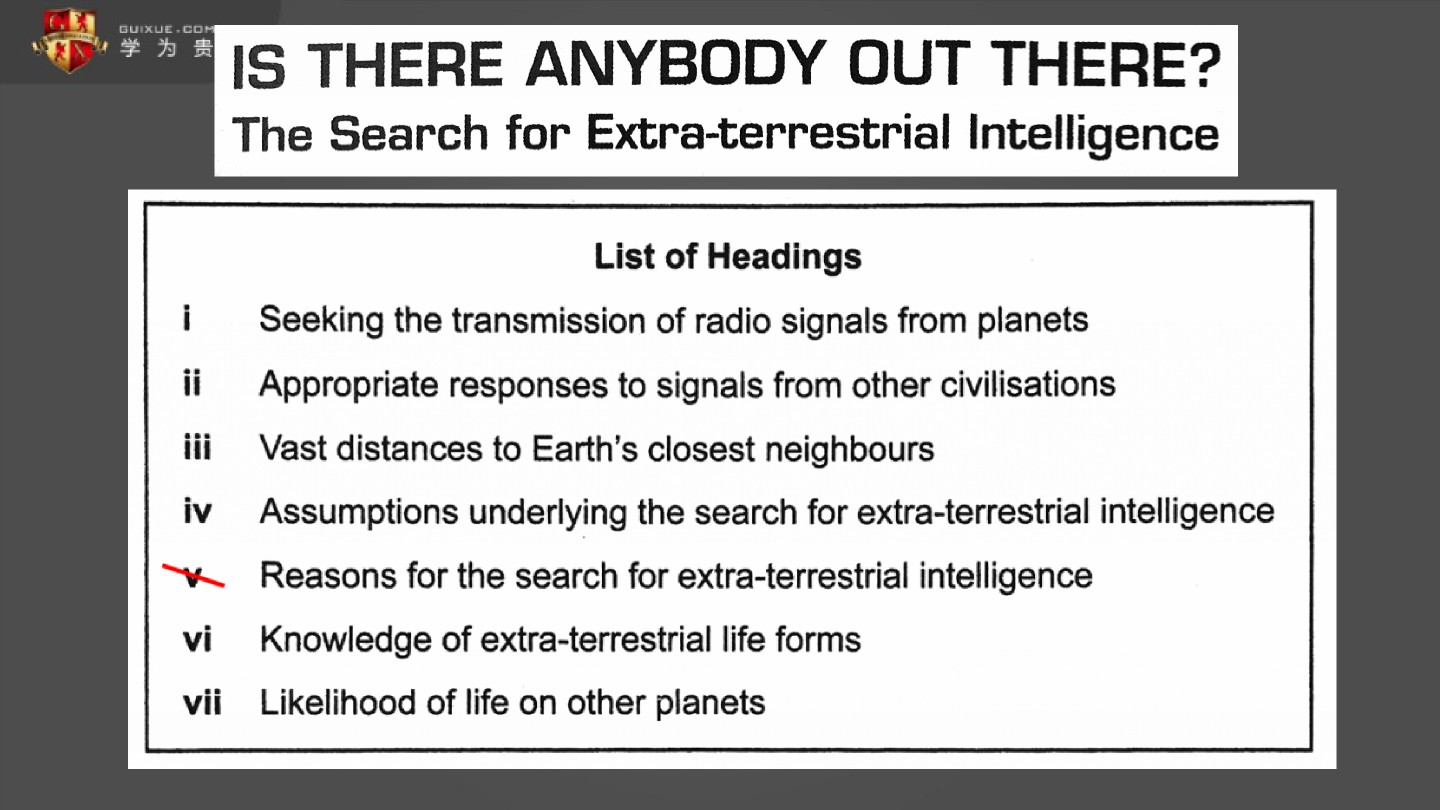 GUIXUE.COM
学为贵
IS THERE ANYBODY OUT THERE?
The Search for Extra-terrestrial Intelligence
List of Headings
i Seeking the transmission of radio signals from planets
ii Appropriate responses to signals from other civilisations
iii Vast distances to Earth's closest neighbours
iv Assumptions underlying the search for extra-terrestrial intelligence
v Reasons for the search for extra-terrestrial intelligence
vi Knowledge of extra-terrestrial life forms
vii Likelihood of life on other planets